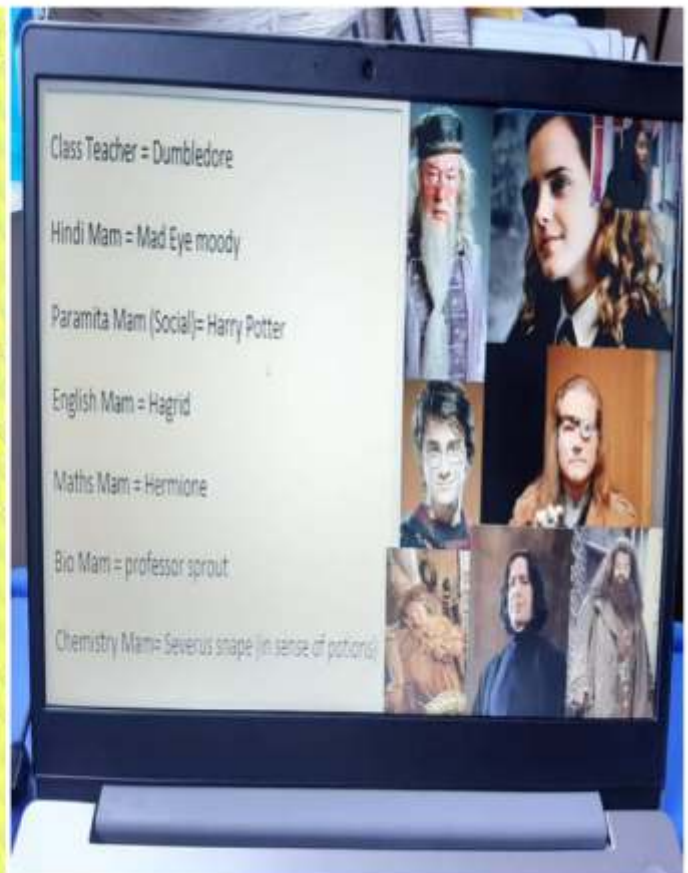 Class Teacher = Dumbledore
Hindi Mam = Mad Eye moody
Paramita Mam (Social)= Harry Potter
English Mam = Hagrid
Maths Mam = Hermione
Bio Mam = professor sprout
Chemistry Mam= Severus snape (in sense of potions)